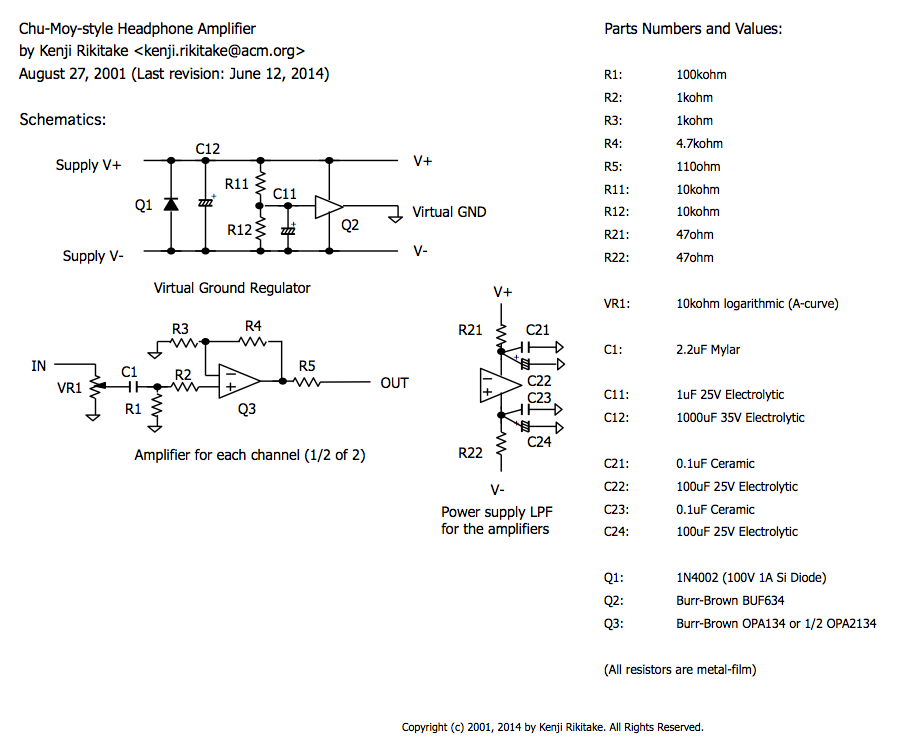 Chu-Moy-style Headphone Amplifier
by Kenji Rikitake <kenji.rikitake@acm.org>
August 27, 2001 (Last revision: June 12, 2014)
Schematics:
C12
Supply V+
V+
R11
C11
Q1
+
+
R12
Q2
Virtual GND
Supply V-
V-
Virtual Ground Regulator
R3
R4
IN
C1
R2
R5
VR1
−
+
OUT
R1
Q3
Amplifier for each channel (1/2 of 2)
V+
R21
C21
+
−
+
C22
C23
+
C24
R22
V-
Power supply LPF
for the amplifiers
Parts Numbers and Values:
R1: 100kohm
R2: 1kohm
R3: 1kohm
R4: 4.7kohm
R5: 110ohm
R11: 10kohm
R12: 10kohm
R21: 47ohm
R22: 47ohm
VR1: 10kohm logarithmic (A-curve)
C1: 2.2uF Mylar
C11: 1uF 25V Electrolytic
C12: 1000uF 35V Electrolytic
C21: 0.1uF Ceramic
C22: 100uF 25V Electrolytic
C23: 0.1uF Ceramic
C24: 100uF 25V Electrolytic
Q1: 1N4002 (100V 1A Si Diode)
Q2: Burr-Brown BUF634
Q3: Burr-Brown OPA134 or 1/2 OPA2134
(All resistors are metal-film)
Copyright (c) 2001, 2014 by Kenji Rikitake. All Rights Reserved.